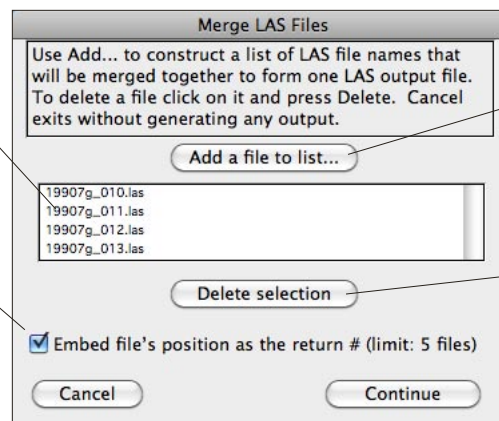 Merge LAS Files
Use Add... to construct a list of LAS file names that
will be merged together to form one LAS output file.
To delete a file click on it and press Delete.  Cancel
exits without generating any output.
Add a file to list...
19907g_010.las
19907g_011.las
19907g_012.las
19907g_013.las
Delete selection
Embed file's position as the return # (limit: 5 files)
Cancel
Continue